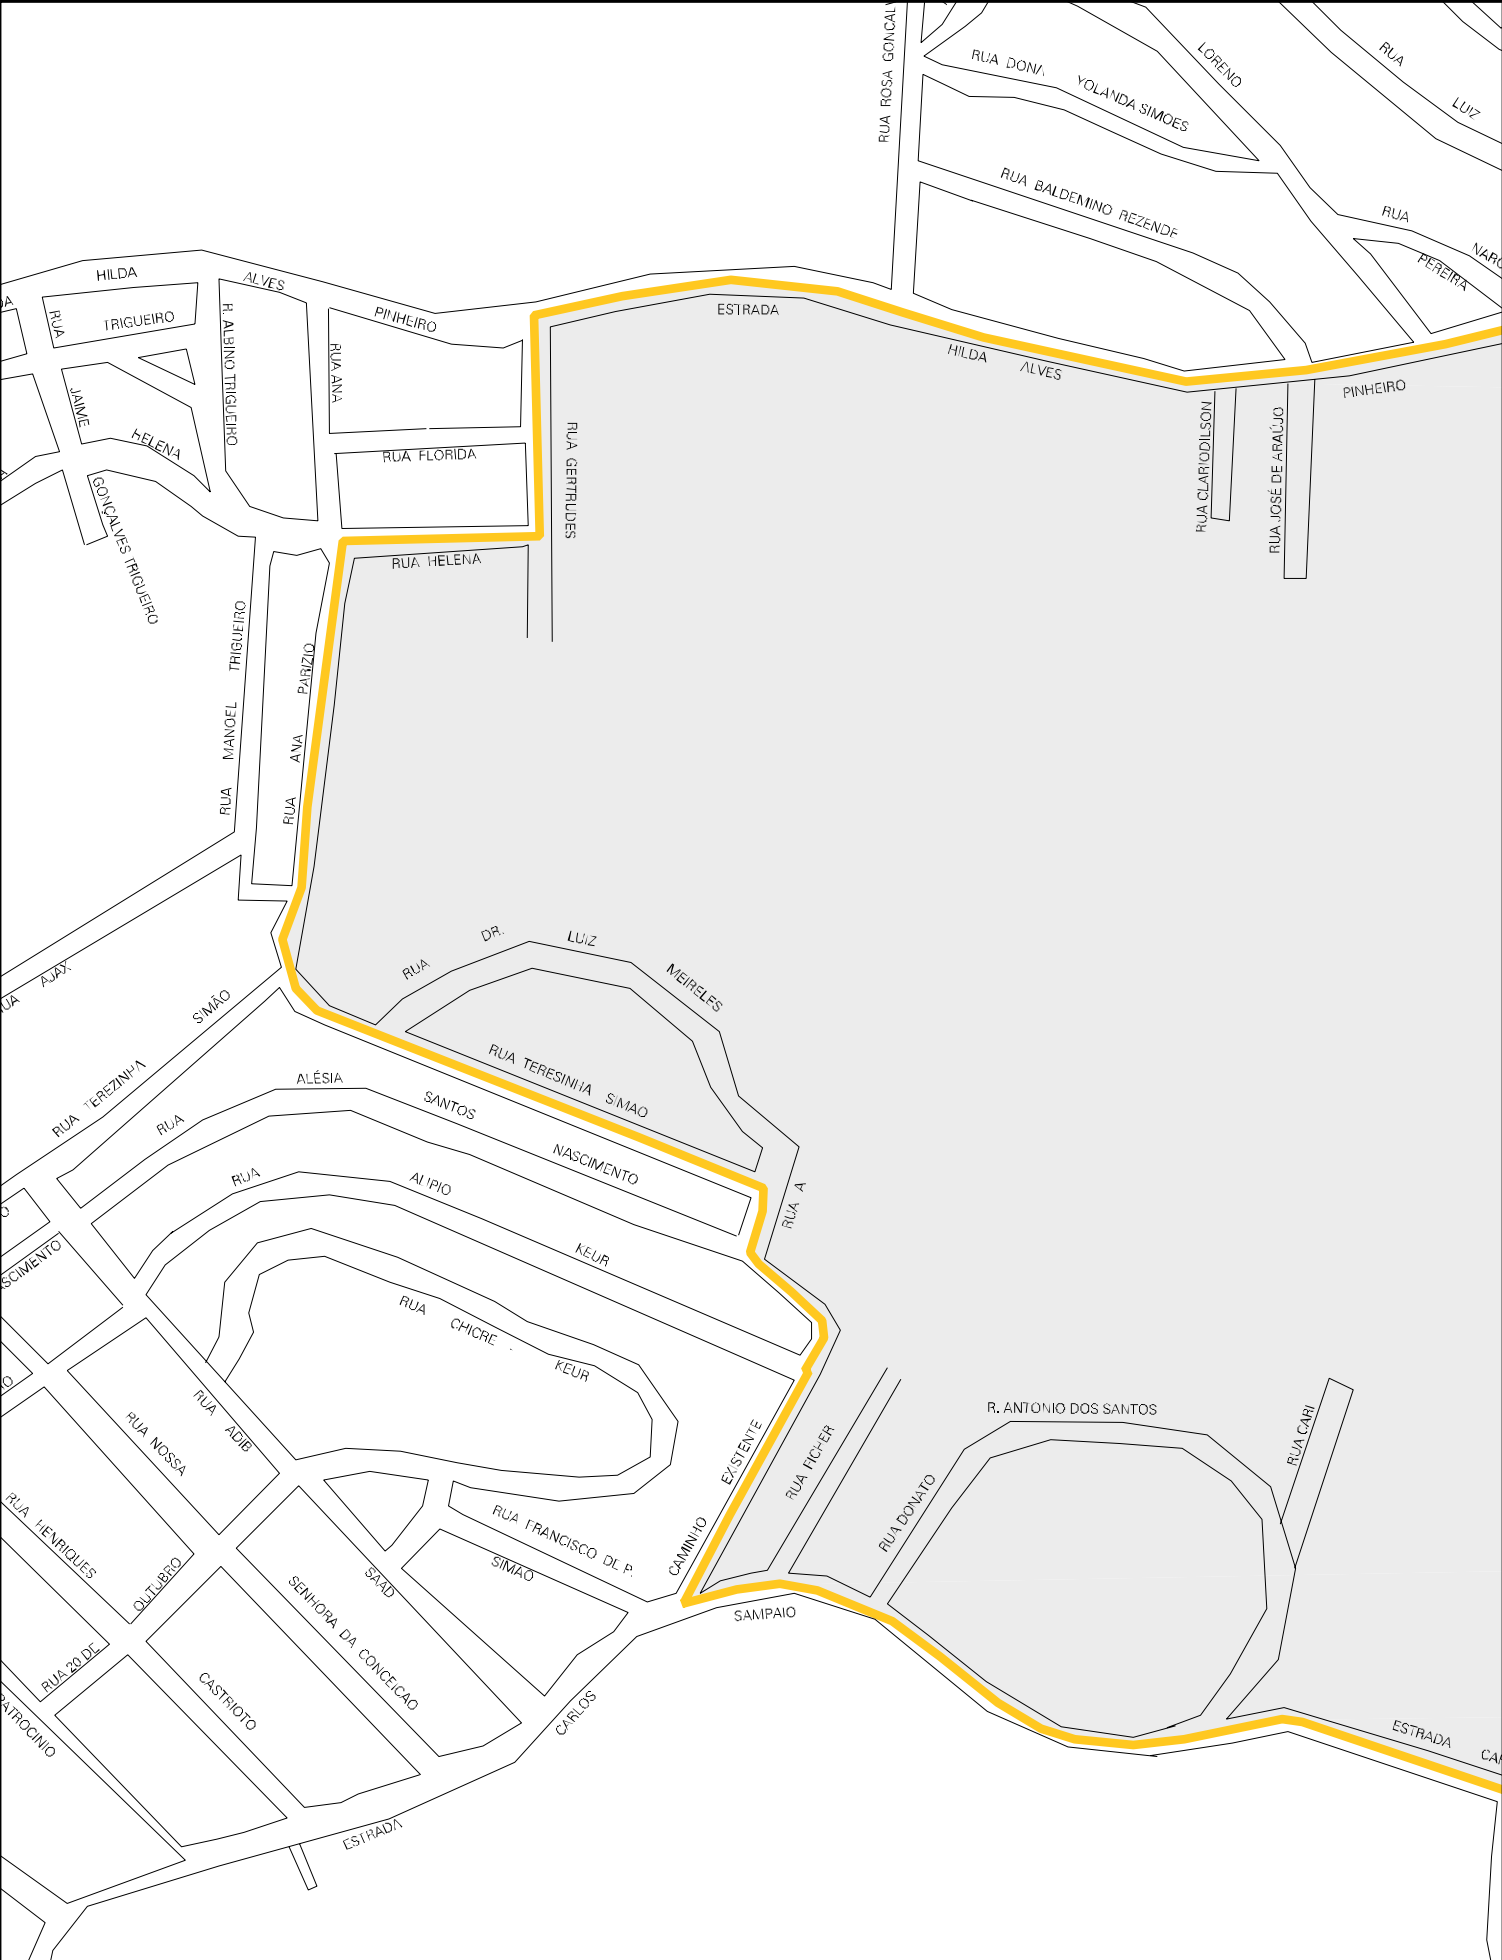 RUA ROSA
RUA DONA YOLANDA SIMOES
LORENO
RUA LUIZ
RUA BALDEMINO REZENDE
RUA
PEREIRA
HILDA ALVES PINHEIRO
RUA
TRIGUEIRO
R. ALBINO TRIGUEIRO
RUA ANA
ESTRADA HILDA ALVES PINHEIRO
JAIME
HELENA
GONÇALVES TRIGUEIRO
RUA FLORIDA
RUA GERTRUDES
RUA CLARIODILSON
RUA JOSÉ DE ARAÚJO
RUA HELENA
RUA MANOEL TRIGUEIRO
RUA ANA PARIZIO
AJAX
RUA DR. LUIZ MEIRELES
RUA TEREZINHA SIMÃO
RUA TERESINHA SIMAO
RUA ALÉSIA SANTOS NASCIMENTO
RUA A
RUA ALIPIO KEUR
RUA CHICRE KEUR
RUA ADIB
SAAD
RUA NOSSA
SENHORA DA CONCEICAO
RUA HENRIQUES
CASTRIOTO
OUTUBRO
RUA 20 DE
RUA FRANCISCO DE P.
SIMAO
CAMINHO EXISTENTE
RUA FICHER
RUA DONATO
R. ANTONIO DOS SANTOS
RUA CARI
SAMPAIO
CARLOS
ESTRADA
ESTRADA